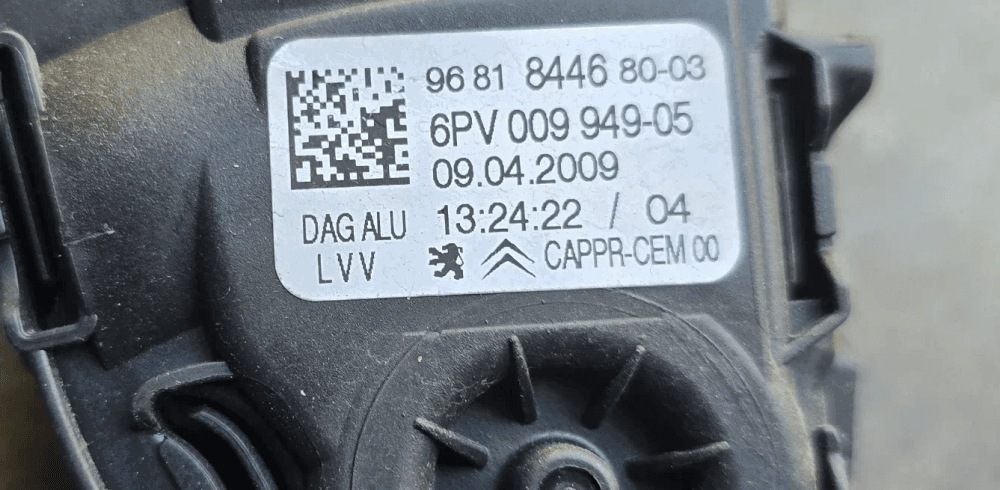 96 81 8446 80-03
6PV 009 949-05
09.04.2009
DAG ALU 13:24:22 / 04
LVV CAPPR-CEM 00